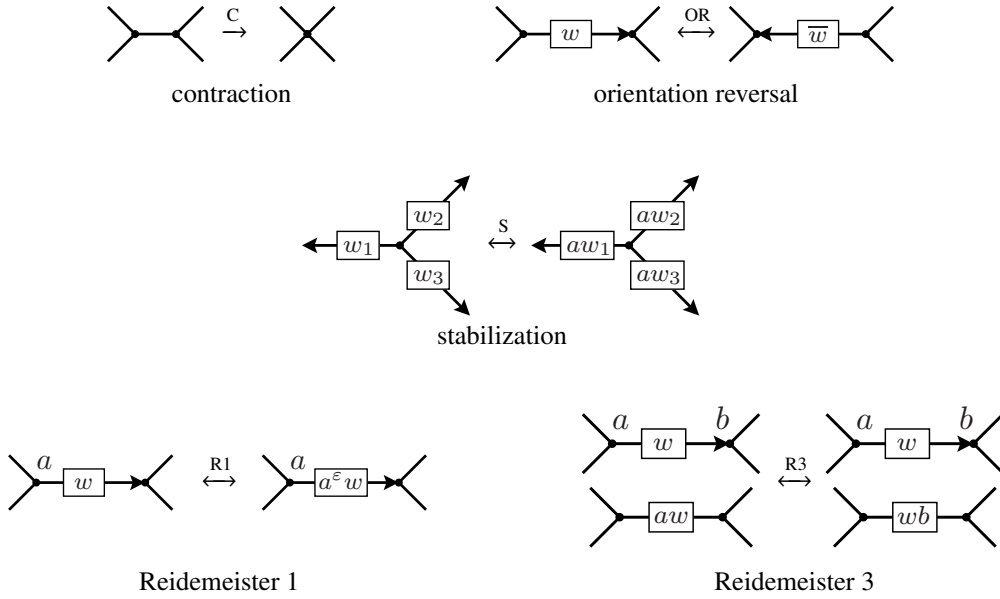 C
OR
w
w̅
contraction
orientation reversal
w₂
aw₂
S
w₁
aw₁
w₃
aw₃
stabilization
a b a b
w w
a R1 a R3
w a^ε w
aw wb
Reidemeister 1
Reidemeister 3